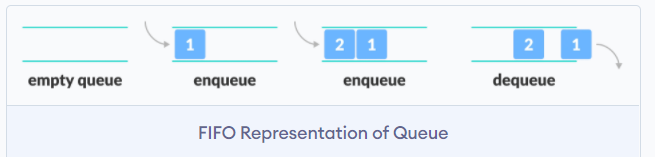 1 2 1 2 1
empty queue enqueue enqueue dequeue
FIFO Representation of Queue